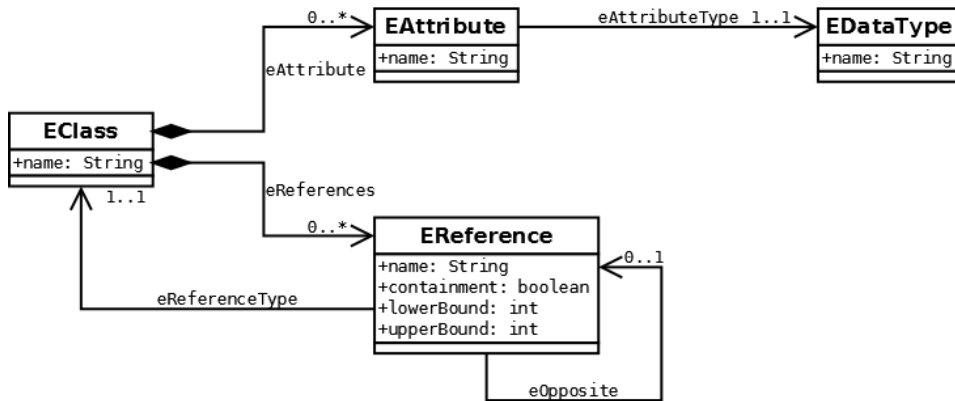 0..*
EAttribute
+name: String
eAttributeType 1..1
EDataType
+name: String
eAttribute
EClass
+name: String
1..1
eReferences
0..*
EReference
+name: String
+containment: boolean
+lowerBound: int
+upperBound: int
0..1
eReferenceType
eOpposite